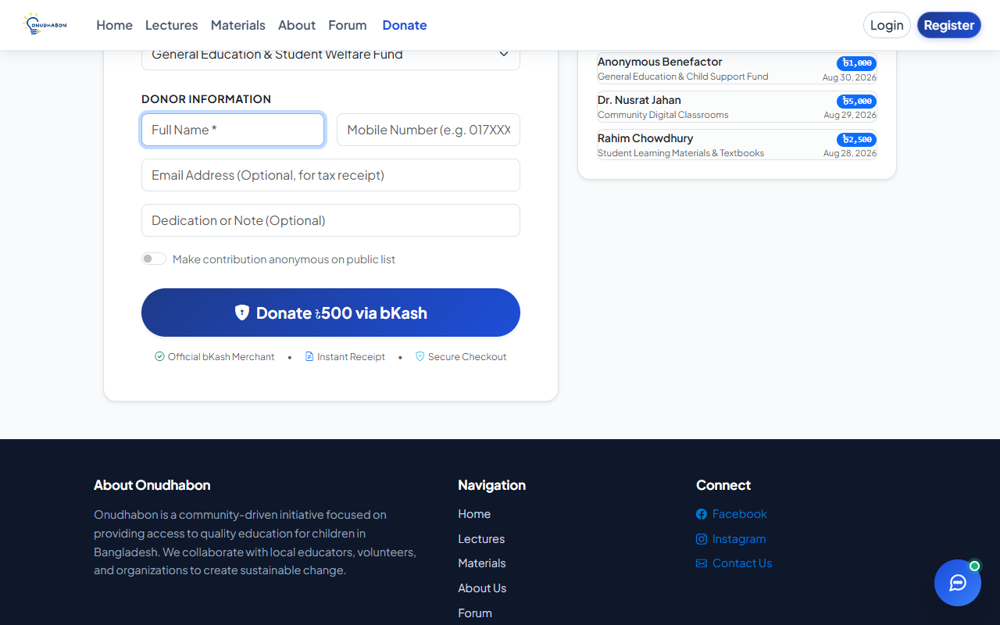 ONUDHABON
Home Lectures Materials About Forum Donate
Login Register
General Education & Student Welfare Fund
DONOR INFORMATION
Full Name *
Mobile Number (e.g. 017XXX
Email Address (Optional, for tax receipt)
Dedication or Note (Optional)
Make contribution anonymous on public list
Donate ৳500 via bKash
Official bKash Merchant • Instant Receipt • Secure Checkout
Anonymous Benefactor ৳1,000
General Education & Child Support Fund Aug 30, 2026
Dr. Nusrat Jahan ৳5,000
Community Digital Classrooms Aug 29, 2026
Rahim Chowdhury ৳2,500
Student Learning Materials & Textbooks Aug 28, 2026
About Onudhabon
Onudhabon is a community-driven initiative focused on
providing access to quality education for children in
Bangladesh. We collaborate with local educators, volunteers,
and organizations to create sustainable change.
Navigation
Home
Lectures
Materials
About Us
Forum
Connect
Facebook
Instagram
Contact Us